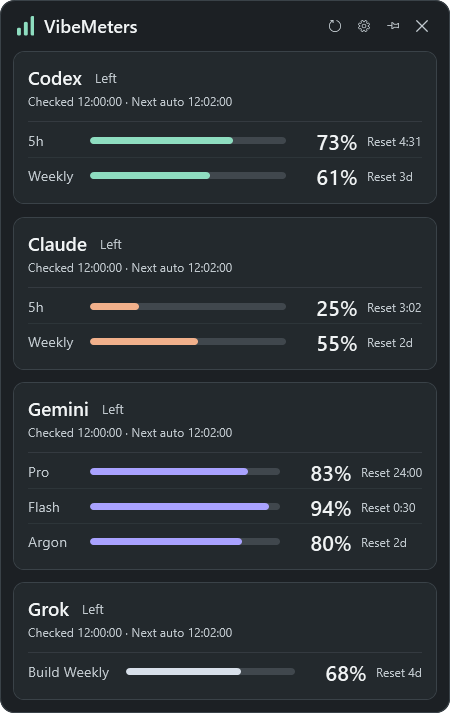 VibeMeters
Codex Left
Checked 12:00:00 · Next auto 12:02:00
5h 73% Reset 4:31
Weekly 61% Reset 3d
Claude Left
Checked 12:00:00 · Next auto 12:02:00
5h 25% Reset 3:02
Weekly 55% Reset 2d
Gemini Left
Checked 12:00:00 · Next auto 12:02:00
Pro 83% Reset 24:00
Flash 94% Reset 0:30
Argon 80% Reset 2d
Grok Left
Checked 12:00:00 · Next auto 12:02:00
Build Weekly 68% Reset 4d